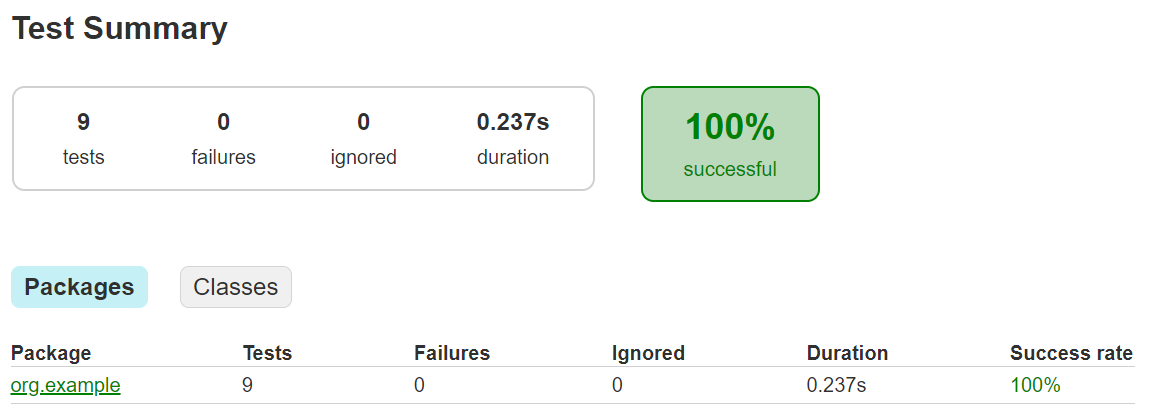 Test Summary
9 0 0 0.237s 100%
tests failures ignored duration successful
Packages Classes
Package Tests Failures Ignored Duration Success rate
org.example 9 0 0 0.237s 100%